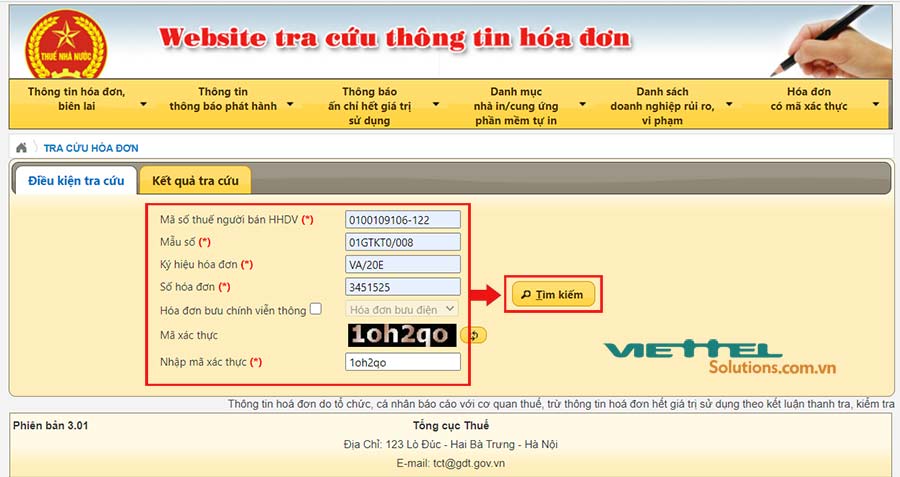 THUẾ NHÀ NƯỚC
Website tra cứu thông tin hóa đơn
Thông tin hóa đơn,
biên lai
Thông tin
thông báo phát hành
Thông báo
ấn chỉ hết giá trị
sử dụng
Danh mục
nhà in/cung ứng
phần mềm tự in
Danh sách
doanh nghiệp rủi ro,
vi phạm
Hóa đơn
có mã xác thực
TRA CỨU HÓA ĐƠN
Điều kiện tra cứu
Kết quả tra cứu
Mã số thuế người bán HHDV (*) 0100109106-122
Mẫu số (*) 01GTKT0/008
Ký hiệu hóa đơn (*) VA/20E
Số hóa đơn (*) 3451525
Hóa đơn bưu chính viễn thông Hóa đơn bưu điện
Mã xác thực 1oh2qo
Nhập mã xác thực (*) 1oh2qo
Tìm kiếm
VIETTEL
Solutions.com.vn
Thông tin hoá đơn do tổ chức, cá nhân báo cáo với cơ quan thuế, trừ thông tin hoá đơn hết giá trị sử dụng theo kết luận thanh tra, kiểm tra
Phiên bản 3.01
Tổng cục Thuế
Địa Chỉ: 123 Lò Đúc - Hai Bà Trưng - Hà Nội
E-mail: tct@gdt.gov.vn